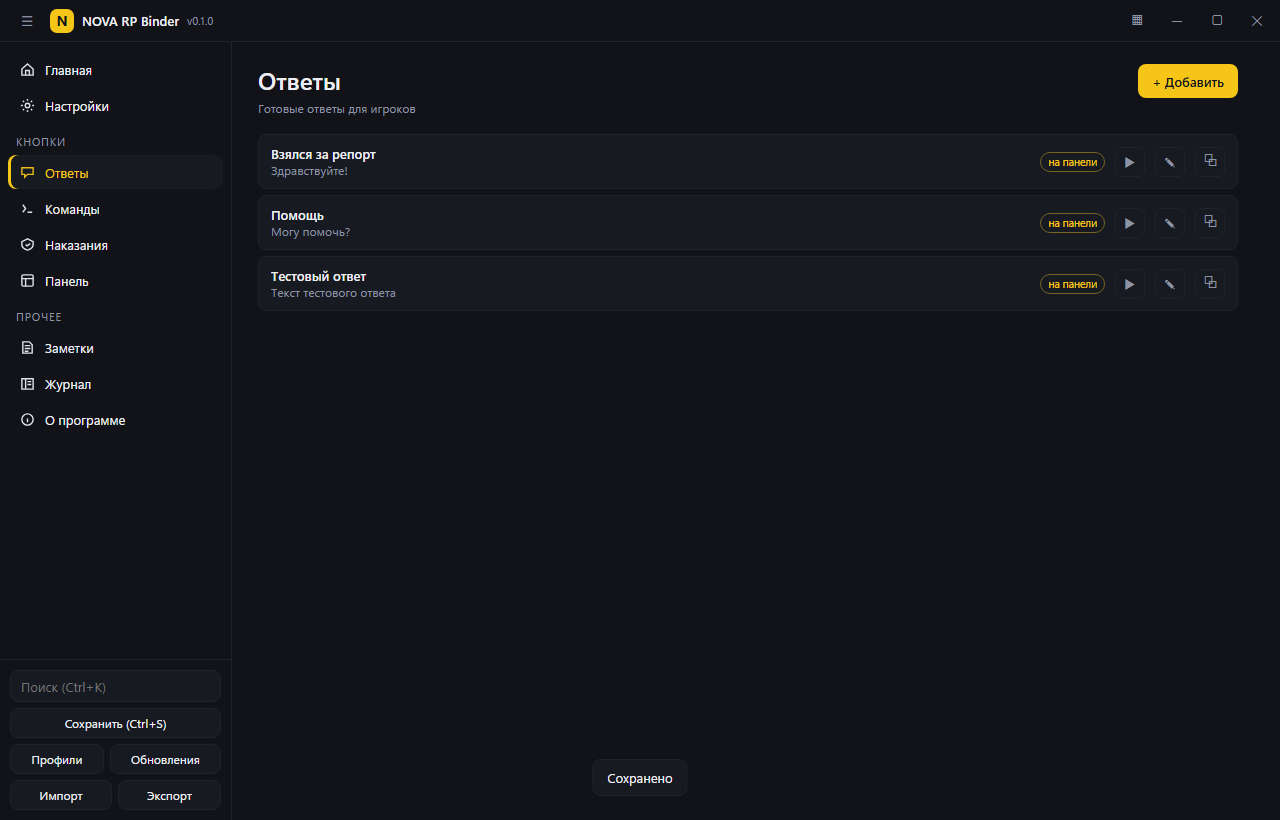 N NOVA RP Binder v0.1.0
Главная
Настройки
КНОПКИ
Ответы
Команды
Наказания
Панель
ПРОЧЕЕ
Заметки
Журнал
О программе
Поиск (Ctrl+K)
Сохранить (Ctrl+S)
Профили Обновления
Импорт Экспорт
Ответы
+ Добавить
Готовые ответы для игроков
Взялся за репорт
Здравствуйте!
на панели
Помощь
Могу помочь?
на панели
Тестовый ответ
Текст тестового ответа
на панели
Сохранено